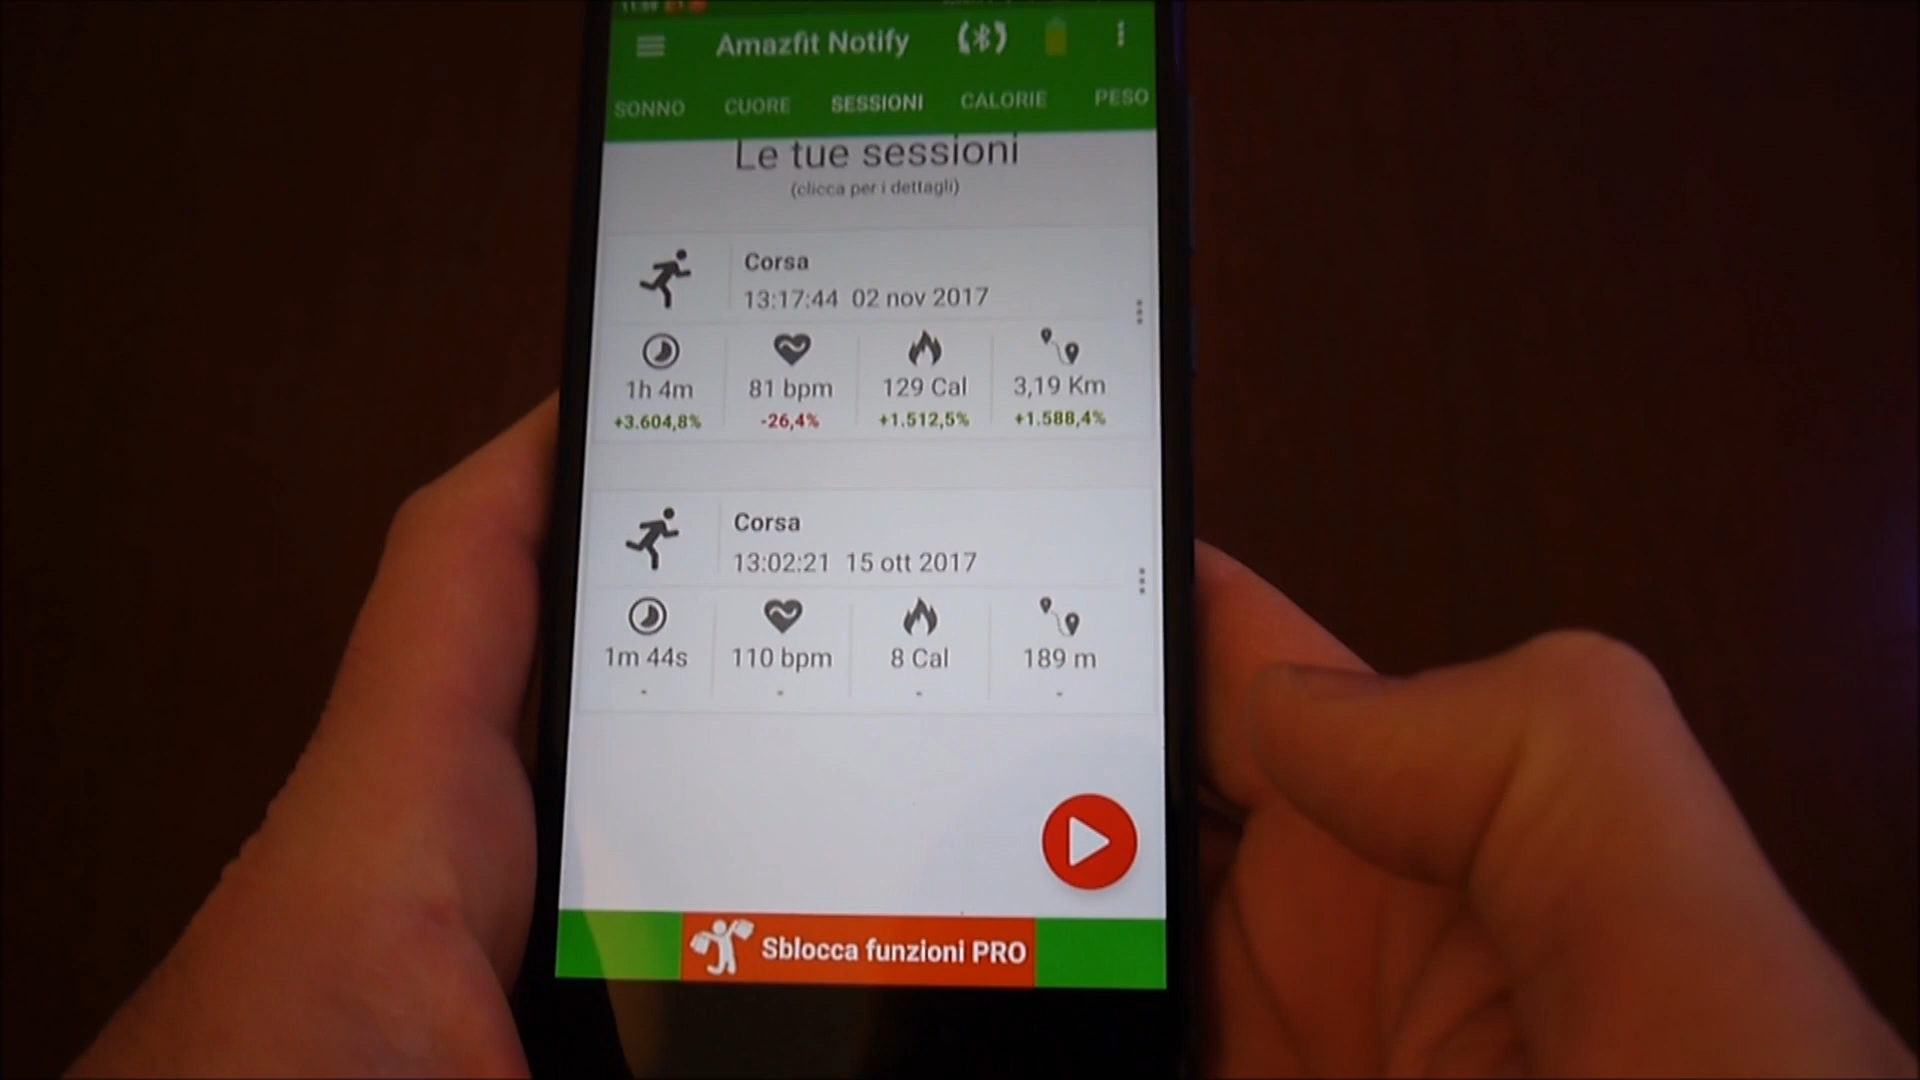 Amazfit Notify
SONNO CUORE SESSIONI CALORIE PESO
Le tue sessioni
(clicca per i dettagli)
Corsa
13:17:44 02 nov 2017
1h 4m 81 bpm 129 Cal 3,19 Km
+3.604,8% -26,4% +1.512,5% +1.588,4%
Corsa
13:02:21 15 ott 2017
1m 44s 110 bpm 8 Cal 189 m
- - - -
Sblocca funzioni PRO